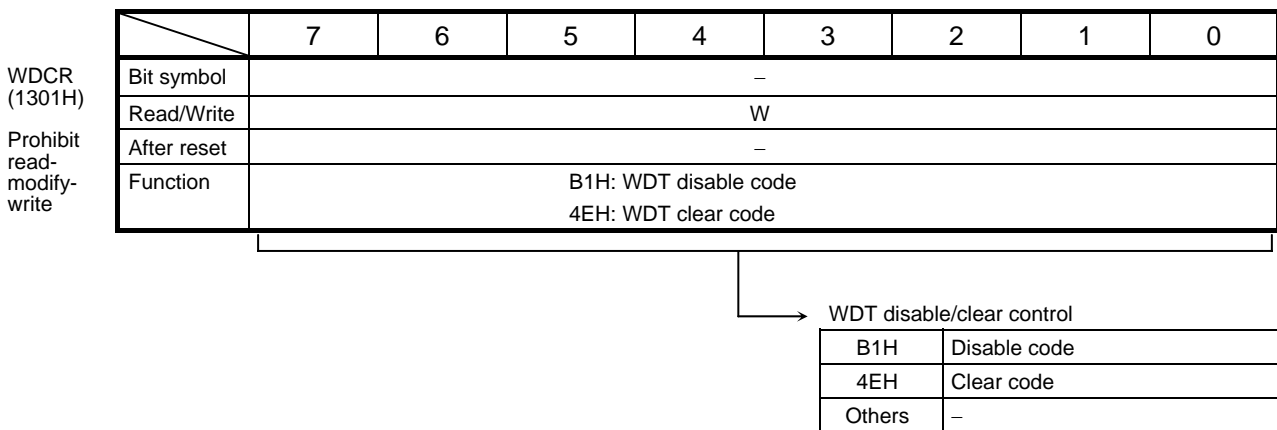 7 6 5 4 3 2 1 0
WDCR
(1301H)
Prohibit
read-
modify-
write
Bit symbol –
Read/Write W
After reset –
Function B1H: WDT disable code
4EH: WDT clear code
WDT disable/clear control
B1H Disable code
4EH Clear code
Others –